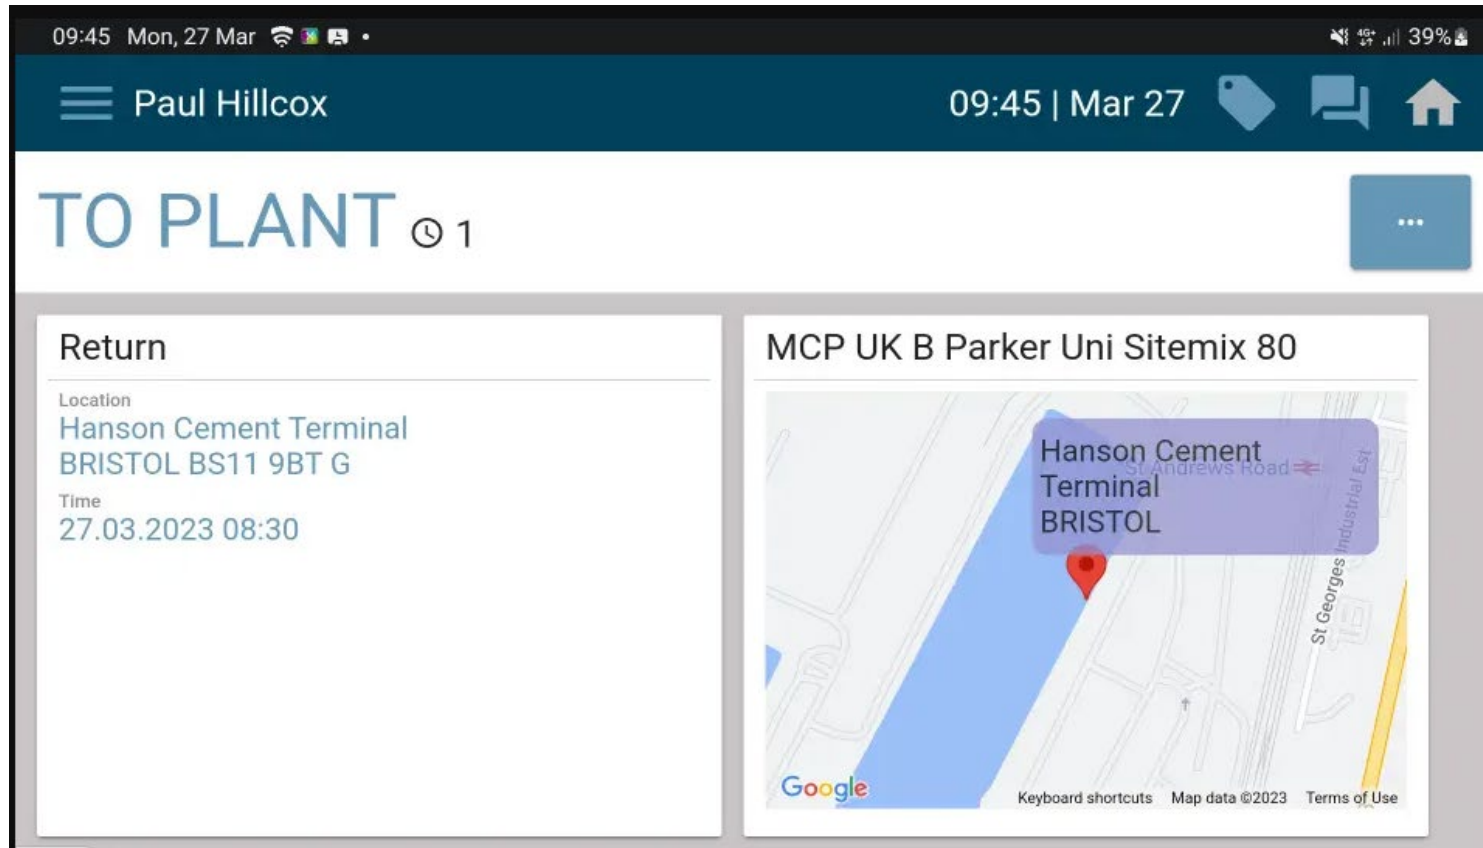 09:45 Mon, 27 Mar
4G+ 39%
Paul Hillcox
09:45 | Mar 27
TO PLANT 1
...
Return
Location
Hanson Cement Terminal
BRISTOL BS11 9BT G
Time
27.03.2023 08:30
MCP UK B Parker Uni Sitemix 80
Hanson Cement
St Andrews Road
Terminal
BRISTOL
St Georges Industrial Est
Google
Keyboard shortcuts Map data ©2023 Terms of Use